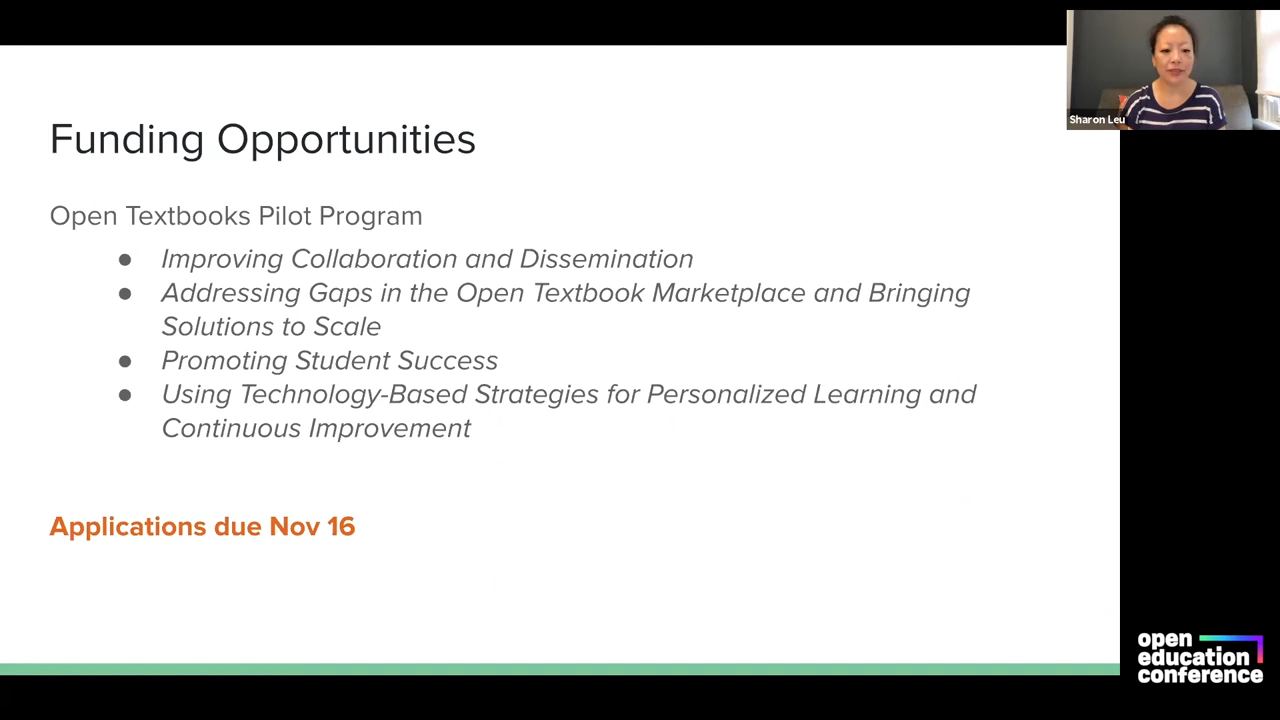 Sharon Leu
Funding Opportunities
Open Textbooks Pilot Program
● Improving Collaboration and Dissemination
● Addressing Gaps in the Open Textbook Marketplace and Bringing
Solutions to Scale
● Promoting Student Success
● Using Technology-Based Strategies for Personalized Learning and
Continuous Improvement
Applications due Nov 16
open
education
conference